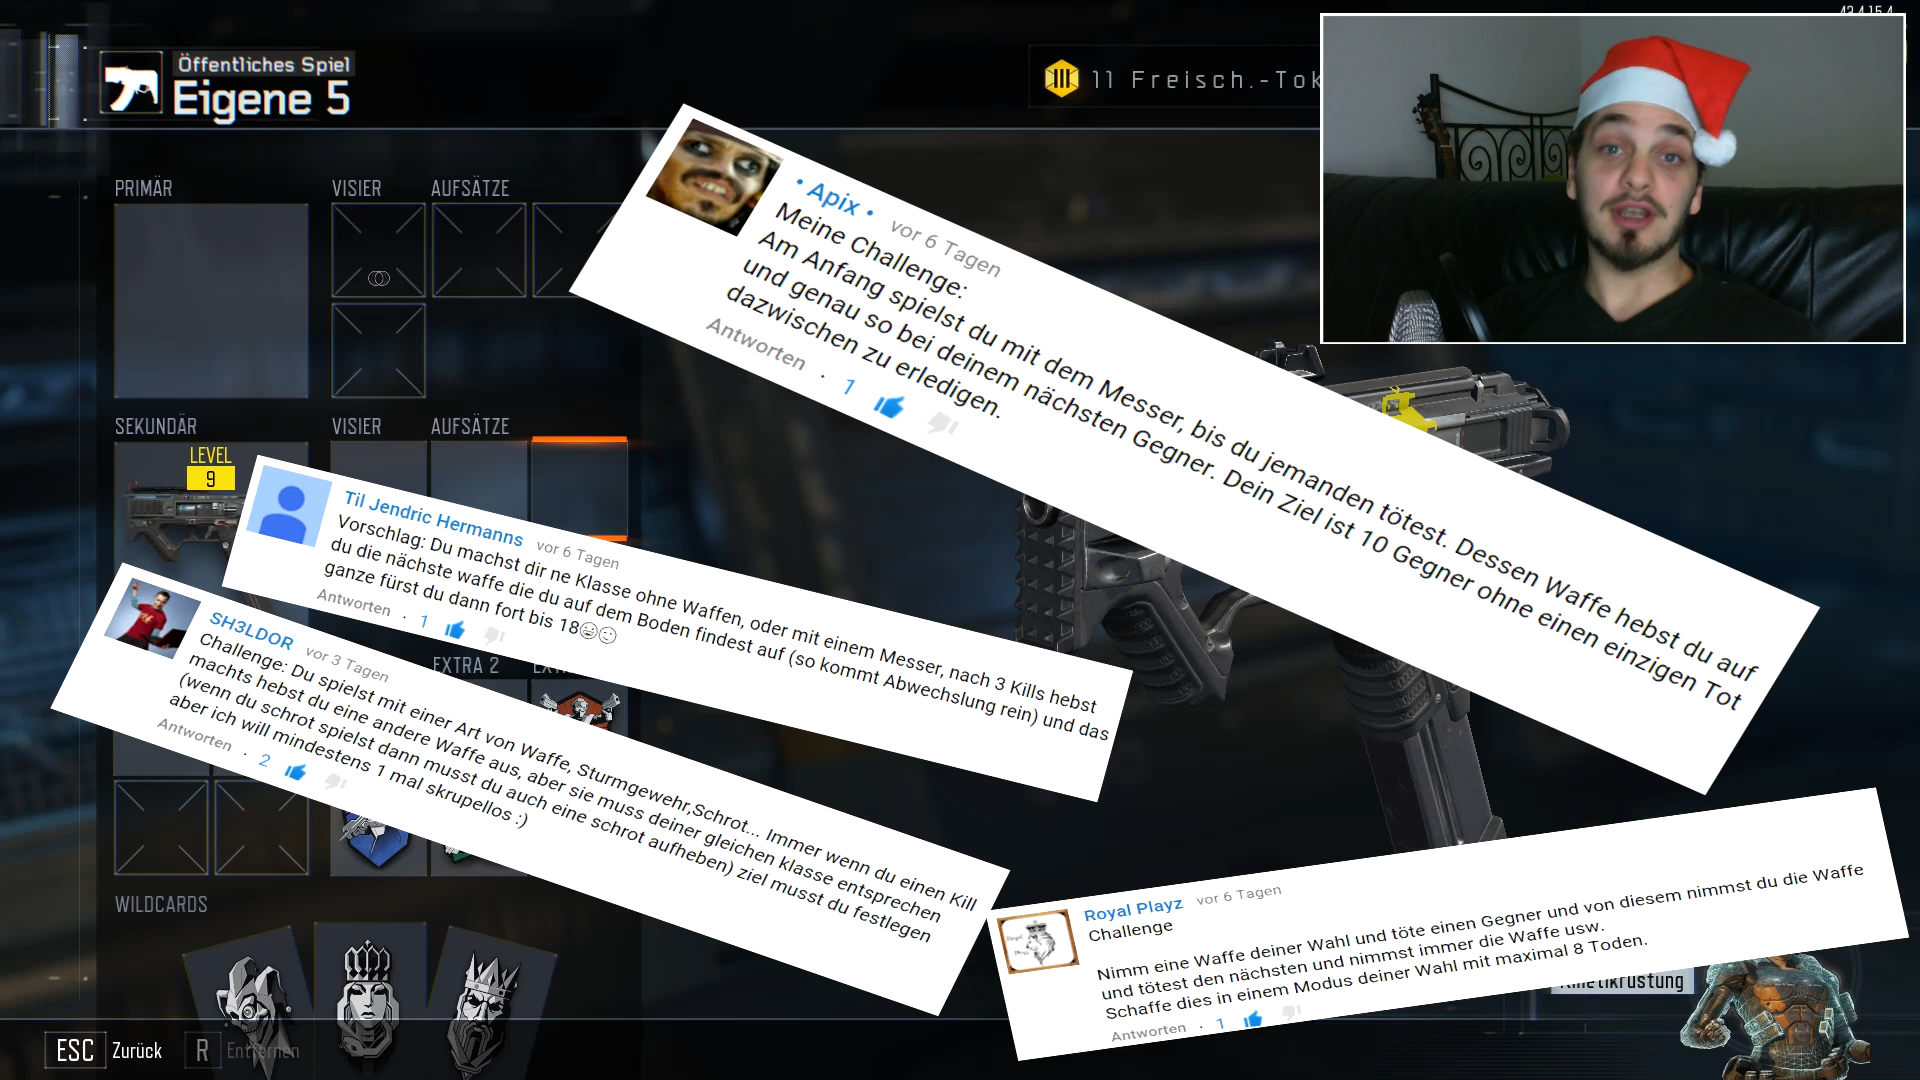 Öffentliches Spiel
Eigene 5
11 Freisch.-Tok
PRIMÄR
VISIER
AUFSÄTZE
SEKUNDÄR
VISIER
AUFSÄTZE
LEVEL
9
• Apix • vor 6 Tagen
Meine Challenge:
Am Anfang spielst du mit dem Messer, bis du jemanden tötest. Dessen Waffe hebst du auf
und genau so bei deinem nächsten Gegner. Dein Ziel ist 10 Gegner ohne einen einzigen Tot
dazwischen zu erledigen.
Antworten · 1
Til Jendric Hermanns vor 6 Tagen
Vorschlag: Du machst dir ne Klasse ohne Waffen, oder mit einem Messer, nach 3 Kills hebst
du die nächste waffe die du auf dem Boden findest auf (so kommt Abwechslung rein) und das
ganze fürst du dann fort bis 18😀🙂
Antworten · 1
EXTRA 2
SH3LDOR vor 3 Tagen
Challenge: Du spielst mit einer Art von Waffe, Sturmgewehr,Schrot... Immer wenn du einen Kill
machts hebst du eine andere Waffe aus, aber sie muss deiner gleichen klasse entsprechen
(wenn du schrot spielst dann musst du auch eine schrot aufheben) ziel musst du festlegen
aber ich will mindestens 1 mal skrupellos :)
Antworten · 2
Royal Playz vor 6 Tagen
Challenge
Nimm eine Waffe deiner Wahl und töte einen Gegner und von diesem nimmst du die Waffe
und tötest den nächsten und nimmst immer die Waffe usw.
Schaffe dies in einem Modus deiner Wahl mit maximal 8 Toden.
Antworten · 1
WILDCARDS
ESC Zurück R Entfernen